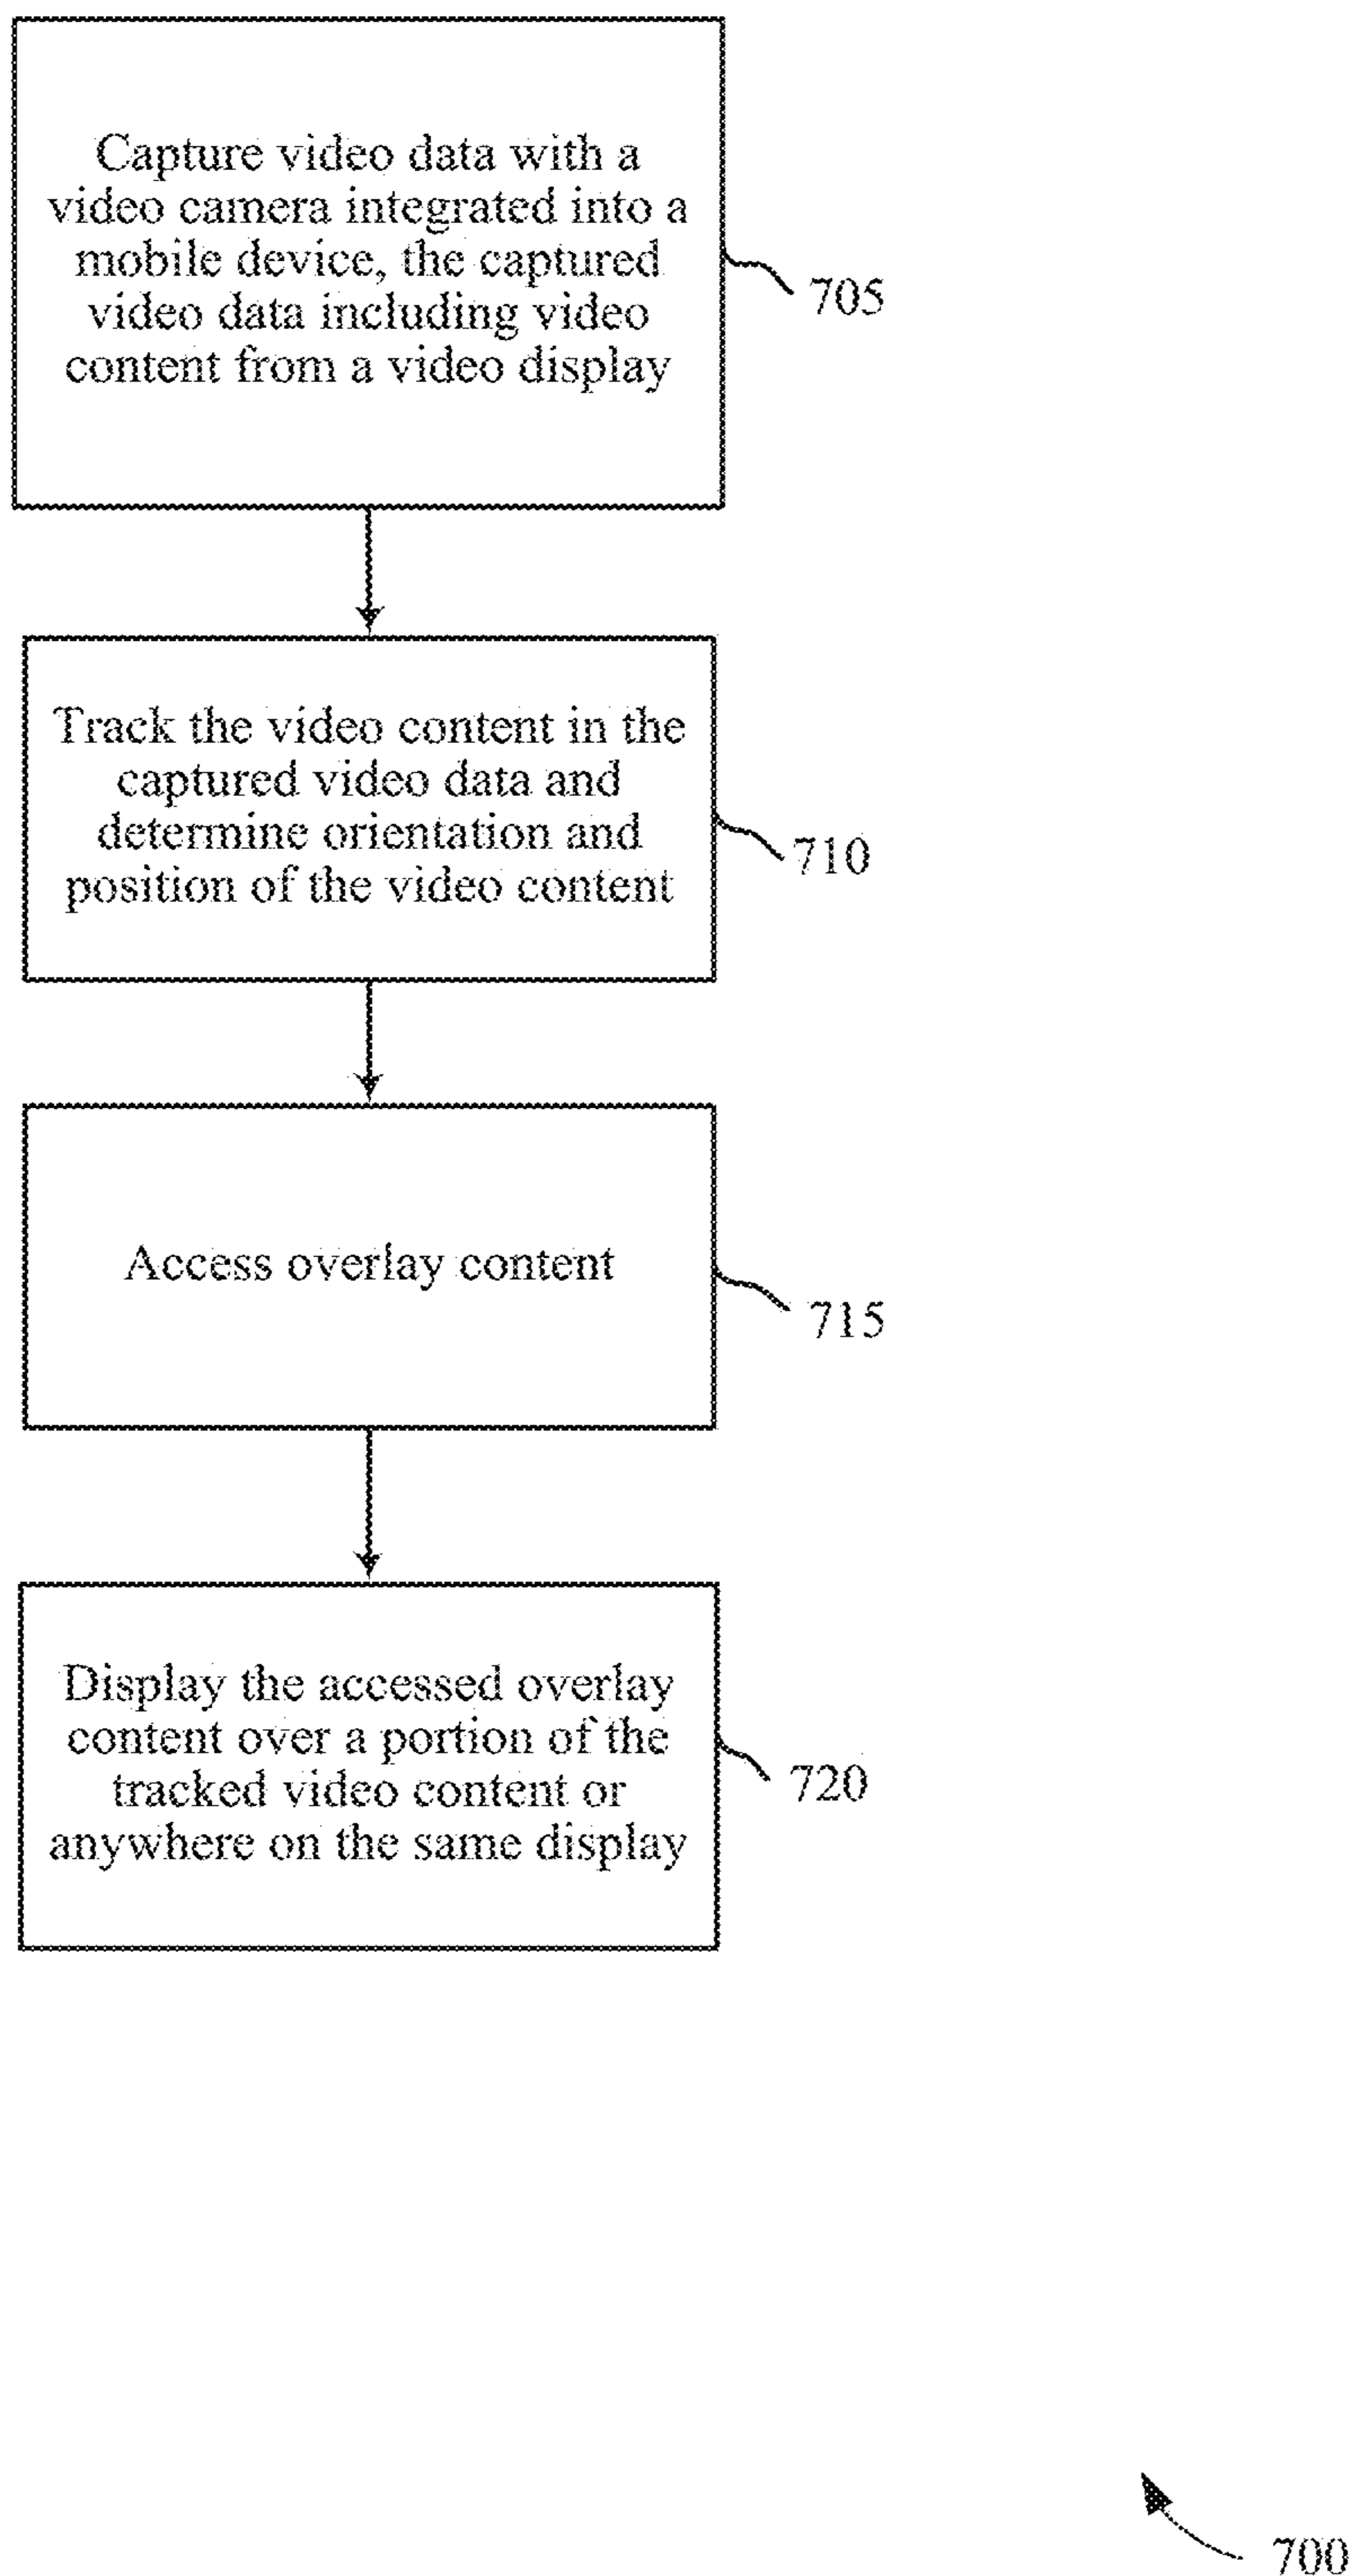 Capture video data with a
video camera integrated into a
mobile device, the captured
video data including video
content from a video display
705
Track the video content in the
captured video data and
determine orientation and
position of the video content
710
Access overlay content
715
Display the accessed overlay
content over a portion of the
tracked video content or
anywhere on the same display
720
700